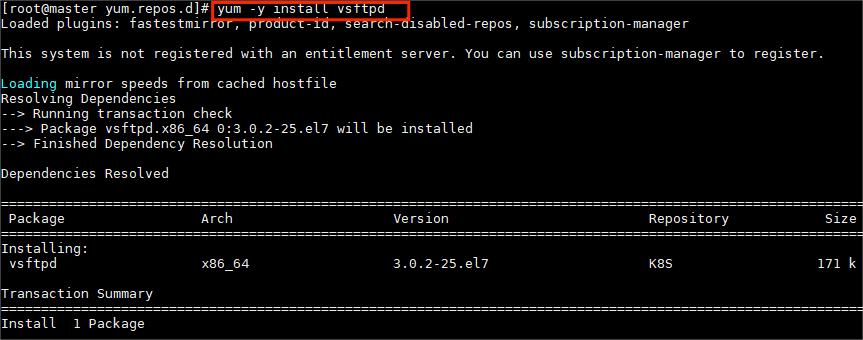 [root@master yum.repos.d]# yum -y install vsftpd
Loaded plugins: fastestmirror, product-id, search-disabled-repos, subscription-manager
This system is not registered with an entitlement server. You can use subscription-manager to register.
Loading mirror speeds from cached hostfile
Resolving Dependencies
--> Running transaction check
---> Package vsftpd.x86_64 0:3.0.2-25.el7 will be installed
--> Finished Dependency Resolution
Dependencies Resolved
Package Arch Version Repository Size
Installing:
vsftpd x86_64 3.0.2-25.el7 K8S 171 k
Transaction Summary
Install 1 Package